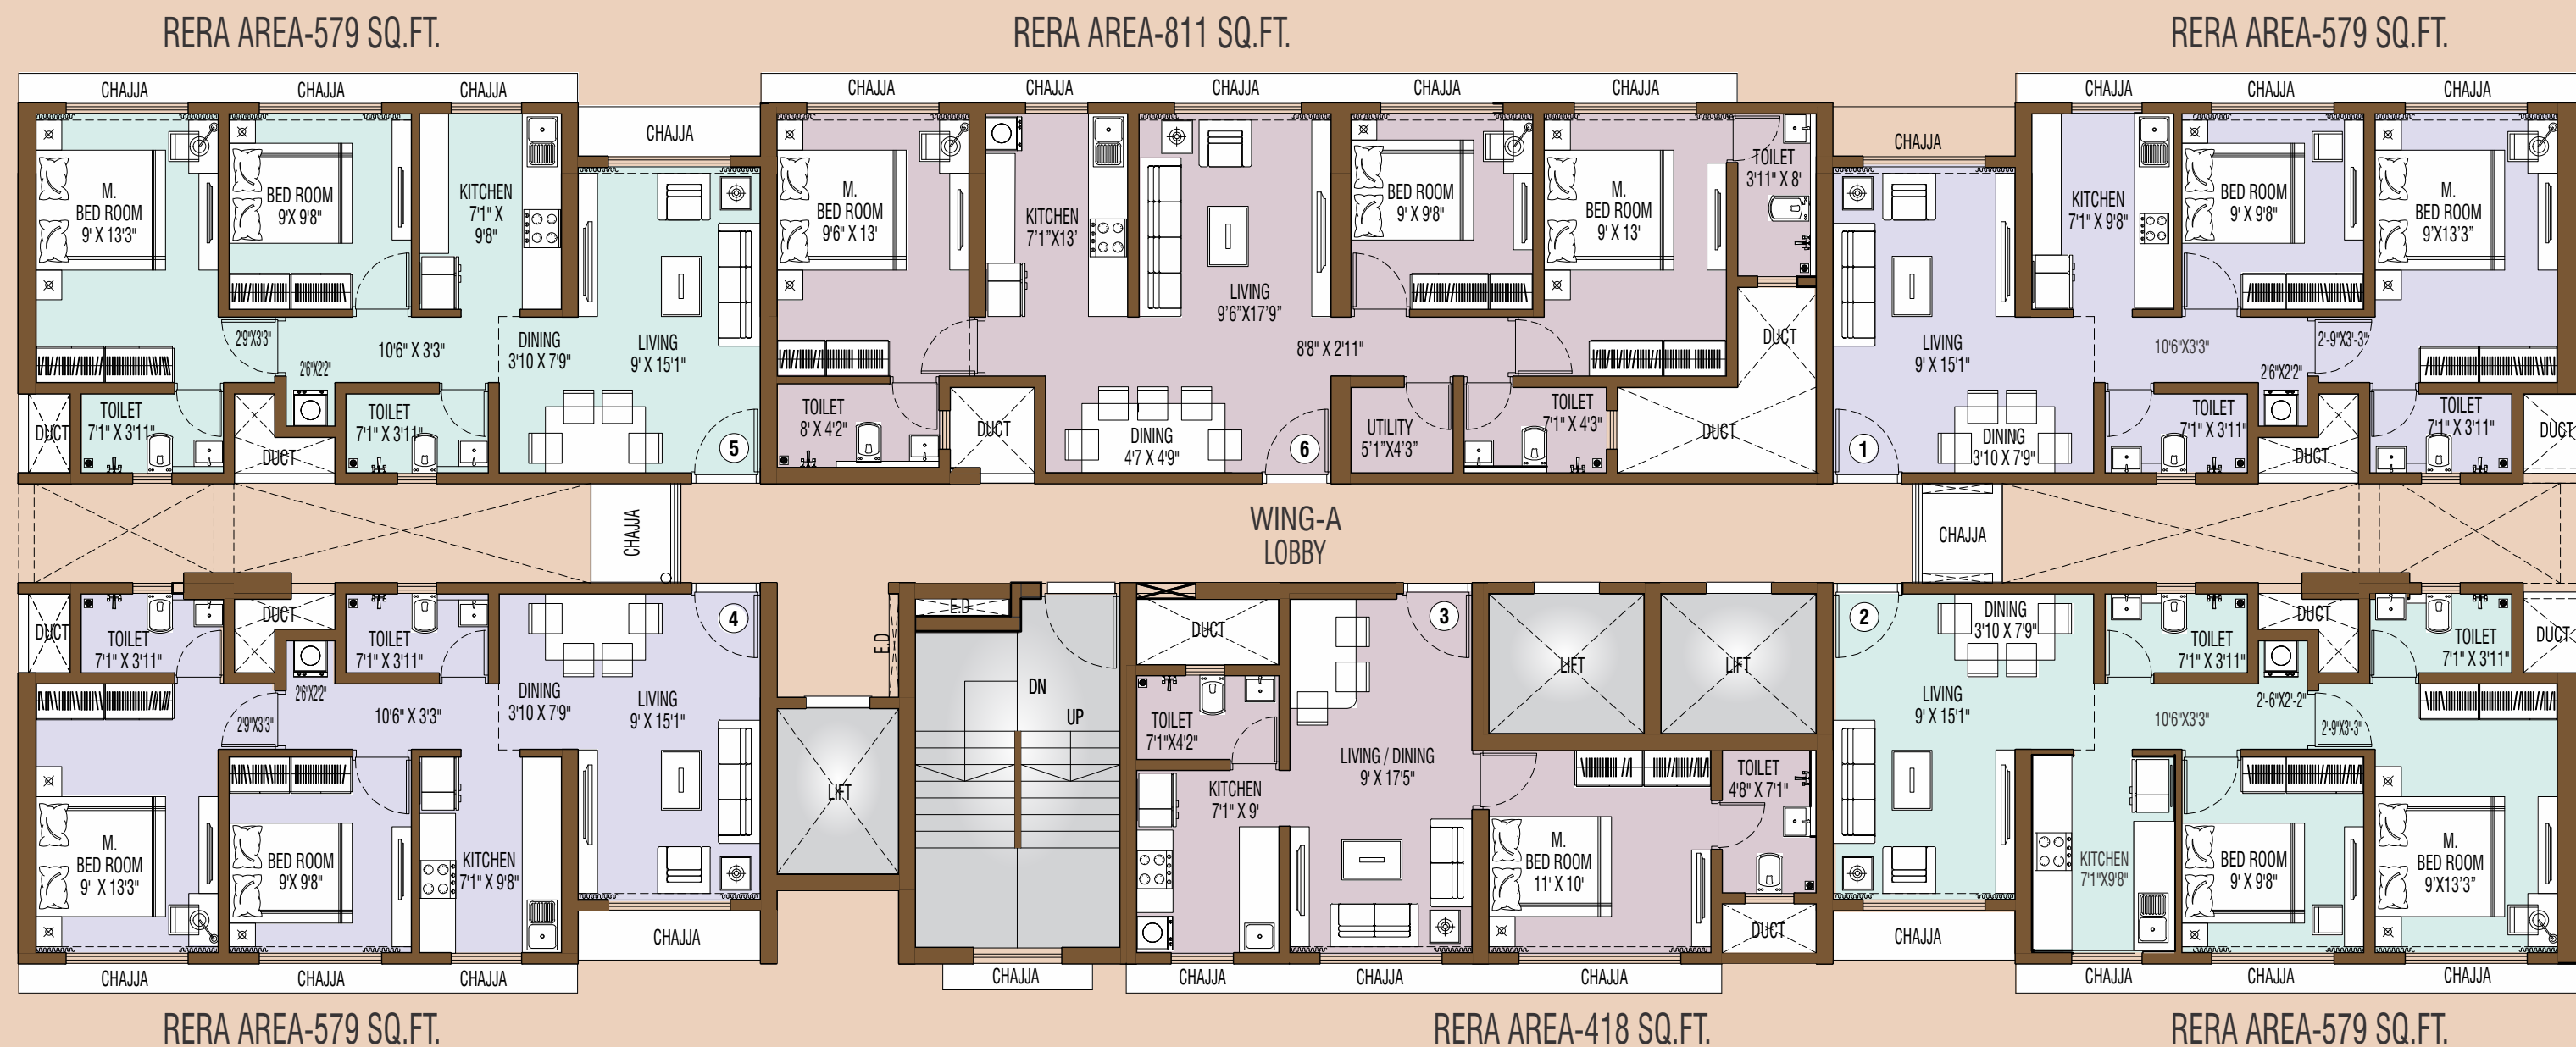 RERA AREA-579 SQ.FT.
RERA AREA-811 SQ.FT.
RERA AREA-579 SQ.FT.
CHAJJA
CHAJJA
CHAJJA
CHAJJA
CHAJJA
CHAJJA
CHAJJA
CHAJJA
CHAJJA
CHAJJA
CHAJJA
CHAJJA
CHAJJA
M.
BED ROOM
9' X 13'3"
BED ROOM
9'X 9'8"
KITCHEN
7'1" X
9'8"
2'9"X3'3"
10'6" X 3'3"
2'6"X2'2"
DINING
3'10 X 7'9"
LIVING
9' X 15'1"
DUCT
TOILET
7'1" X 3'11"
DUCT
TOILET
7'1" X 3'11"
5
M.
BED ROOM
9'6" X 13'
KITCHEN
7'1"X13'
LIVING
9'6"X17'9"
BED ROOM
9' X 9'8"
M.
BED ROOM
9' X 13'
TOILET
3'11" X 8'
DUCT
8'8" X 2'11"
TOILET
8' X 4'2"
DUCT
DINING
4'7 X 4'9"
6
UTILITY
5'1"X4'3"
TOILET
7'1" X 4'3"
DUCT
CHAJJA
LIVING
9' X 15'1"
KITCHEN
7'1" X 9'8"
BED ROOM
9' X 9'8"
M.
BED ROOM
9'X13'3"
10'6"X3'3"
2'-9"X3'-3"
2'6"X2'2"
1
DINING
3'10 X 7'9"
TOILET
7'1" X 3'11"
DUCT
TOILET
7'1" X 3'11"
DUCT
CHAJJA
WING-A
LOBBY
CHAJJA
DUCT
TOILET
7'1" X 3'11"
DUCT
TOILET
7'1" X 3'11"
4
2'9"X3'3"
2'6"X2'2"
10'6" X 3'3"
DINING
3'10 X 7'9"
LIVING
9' X 15'1"
M.
BED ROOM
9' X 13'3"
BED ROOM
9'X 9'8"
KITCHEN
7'1" X 9'8"
CHAJJA
E.D
E.D
LIFT
DN
UP
DUCT
TOILET
7'1"X4'2"
KITCHEN
7'1" X 9'
3
LIVING / DINING
9' X 17'5"
LIFT
LIFT
M.
BED ROOM
11' X 10'
TOILET
4'8" X 7'1"
DUCT
2
DINING
3'10 X 7'9"
LIVING
9' X 15'1"
TOILET
7'1" X 3'11"
DUCT
TOILET
7'1" X 3'11"
DUCT
10'6"X3'3"
2'-6"X2'-2"
2'-9"X3-3"
KITCHEN
7'1"X9'8"
BED ROOM
9' X 9'8"
M.
BED ROOM
9'X13'3"
CHAJJA
CHAJJA
CHAJJA
CHAJJA
CHAJJA
CHAJJA
CHAJJA
CHAJJA
CHAJJA
CHAJJA
CHAJJA
RERA AREA-579 SQ.FT.
RERA AREA-418 SQ.FT.
RERA AREA-579 SQ.FT.